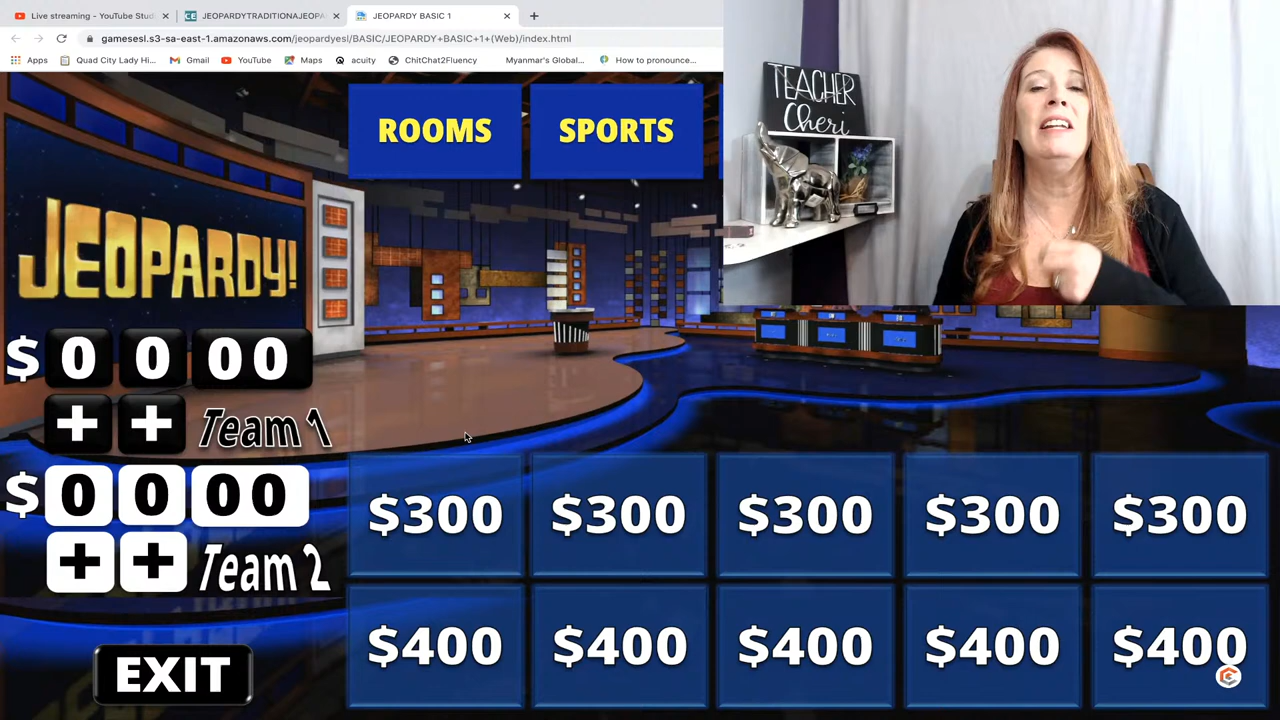 Live streaming - YouTube Stud
JEOPARDYTRADITIONAJEOPA
JEOPARDY BASIC 1
gamesesl.s3-sa-east-1.amazonaws.com/jeopardyesl/BASIC/JEOPARDY+BASIC+1+(Web)/index.html
Apps
Quad City Lady Hi...
Gmail
YouTube
Maps
acuity
ChitChat2Fluency
Myanmar's Global...
How to pronounce...
TEACHER
Cheri
ROOMS
SPORTS
JEOPARDY!
$ 0 0 00
+ + Team 1
$ 0 0 00
+ + Team 2
$300 $300 $300 $300 $300
$400 $400 $400 $400 $400
EXIT